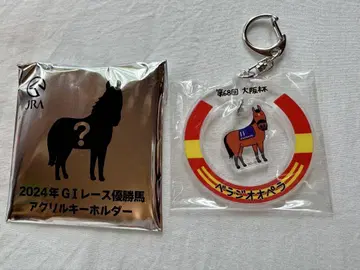 JRA
?
2024年GIレース優勝馬
アクリルキーホルダー
第68回 大阪杯
11
ベラジオオペラ